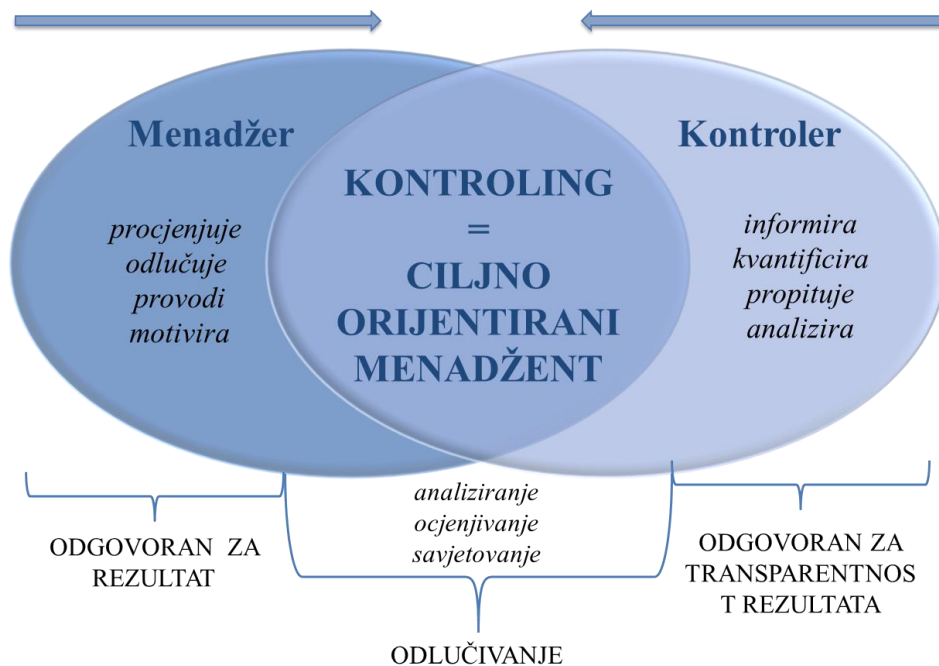 Menadžer
procjenjuje
odlučuje
provodi
motivira
KONTROLING
=
CILJNO
ORIJENTIRANI
MENADŽENT
Kontroler
informira
kvantificira
propituje
analizira
ODGOVORAN ZA
REZULTAT
analiziranje
ocjenjivanje
savjetovanje
ODLUČIVANJE
ODGOVORAN ZA
TRANSPARENTNOS
T REZULTATA